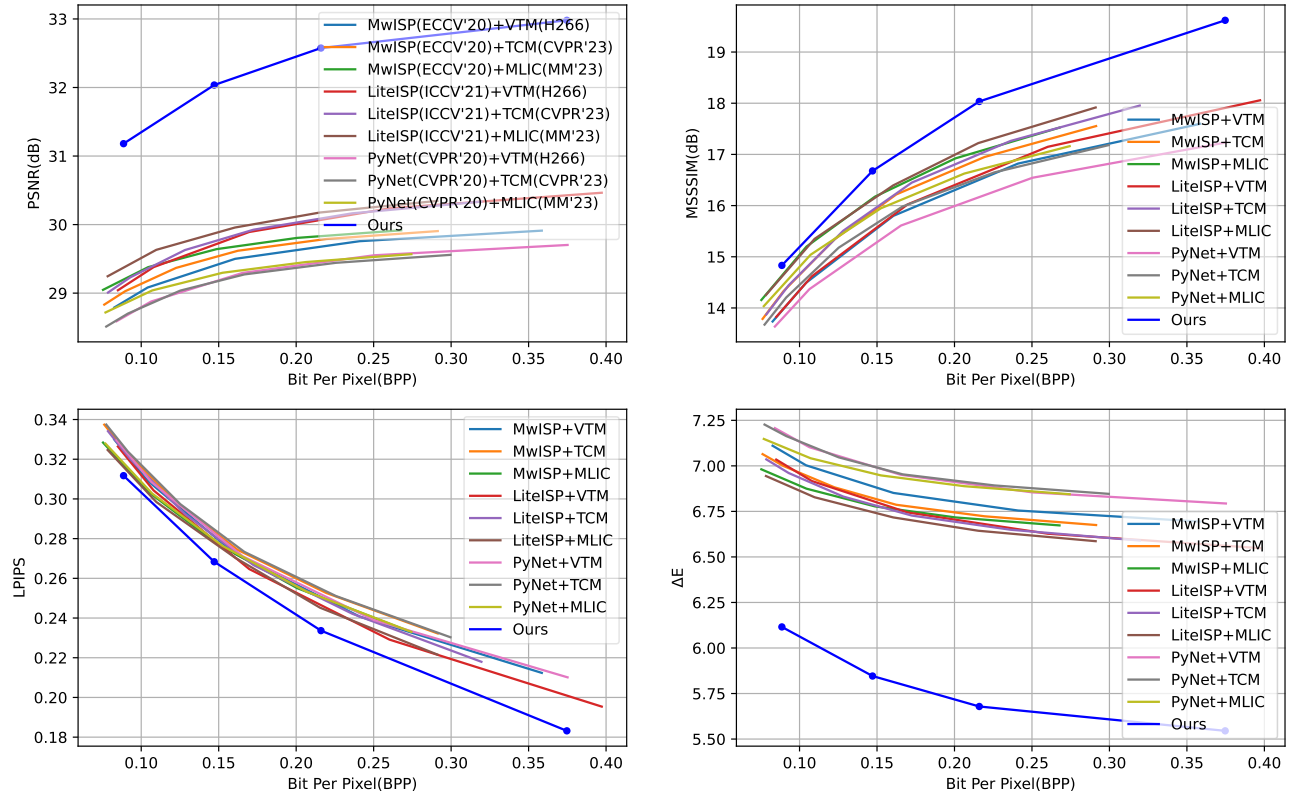 PSNR(dB)
33
32
31
30
29
MwISP(ECCV'20)+VTM(H266)
MwISP(ECCV'20)+TCM(CVPR'23)
MwISP(ECCV'20)+MLIC(MM'23)
LiteISP(ICCV'21)+VTM(H266)
LiteISP(ICCV'21)+TCM(CVPR'23)
LiteISP(ICCV'21)+MLIC(MM'23)
PyNet(CVPR'20)+VTM(H266)
PyNet(CVPR'20)+TCM(CVPR'23)
PyNet(CVPR'20)+MLIC(MM'23)
Ours
0.10 0.15 0.20 0.25 0.30 0.35 0.40
Bit Per Pixel(BPP)
MSSSIM(dB)
19
18
17
16
15
14
MwISP+VTM
MwISP+TCM
MwISP+MLIC
LiteISP+VTM
LiteISP+TCM
LiteISP+MLIC
PyNet+VTM
PyNet+TCM
PyNet+MLIC
Ours
0.10 0.15 0.20 0.25 0.30 0.35 0.40
Bit Per Pixel(BPP)
LPIPS
0.34
0.32
0.30
0.28
0.26
0.24
0.22
0.20
0.18
MwISP+VTM
MwISP+TCM
MwISP+MLIC
LiteISP+VTM
LiteISP+TCM
LiteISP+MLIC
PyNet+VTM
PyNet+TCM
PyNet+MLIC
Ours
0.10 0.15 0.20 0.25 0.30 0.35 0.40
Bit Per Pixel(BPP)
ΔE
7.25
7.00
6.75
6.50
6.25
6.00
5.75
5.50
MwISP+VTM
MwISP+TCM
MwISP+MLIC
LiteISP+VTM
LiteISP+TCM
LiteISP+MLIC
PyNet+VTM
PyNet+TCM
PyNet+MLIC
Ours
0.10 0.15 0.20 0.25 0.30 0.35 0.40
Bit Per Pixel(BPP)